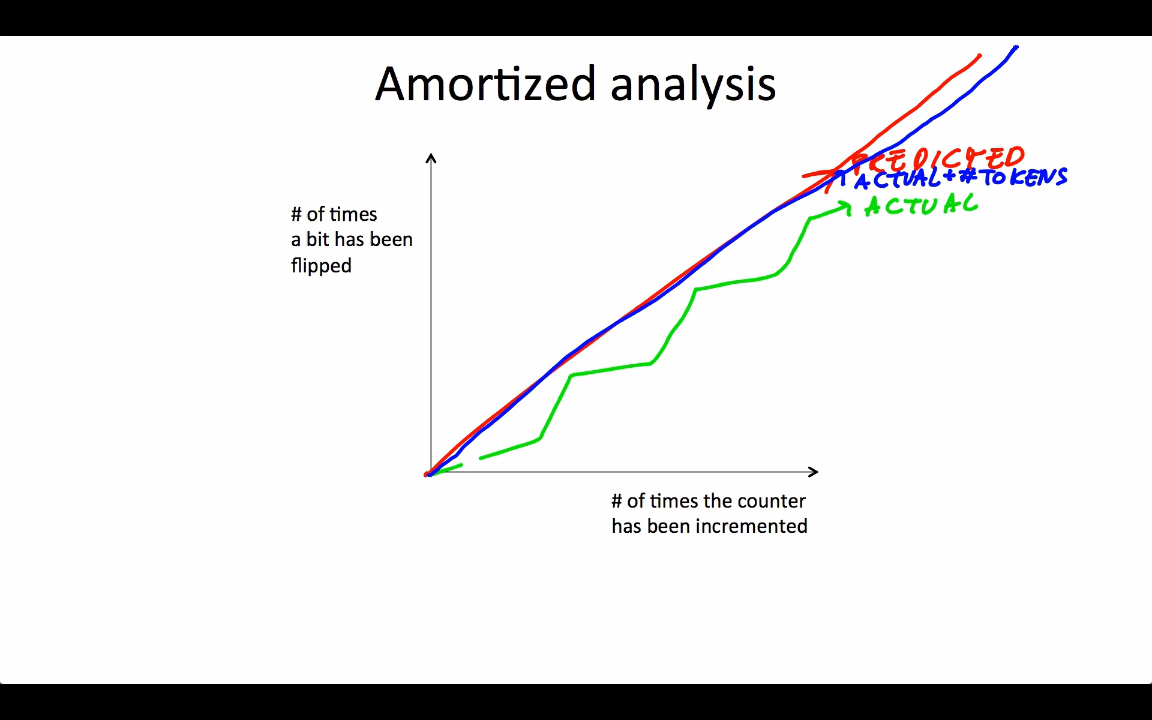 Amortized analysis
# of times
a bit has been
flipped
PREDICTED
ACTUAL+#TOKENS
ACTUAL
# of times the counter
has been incremented